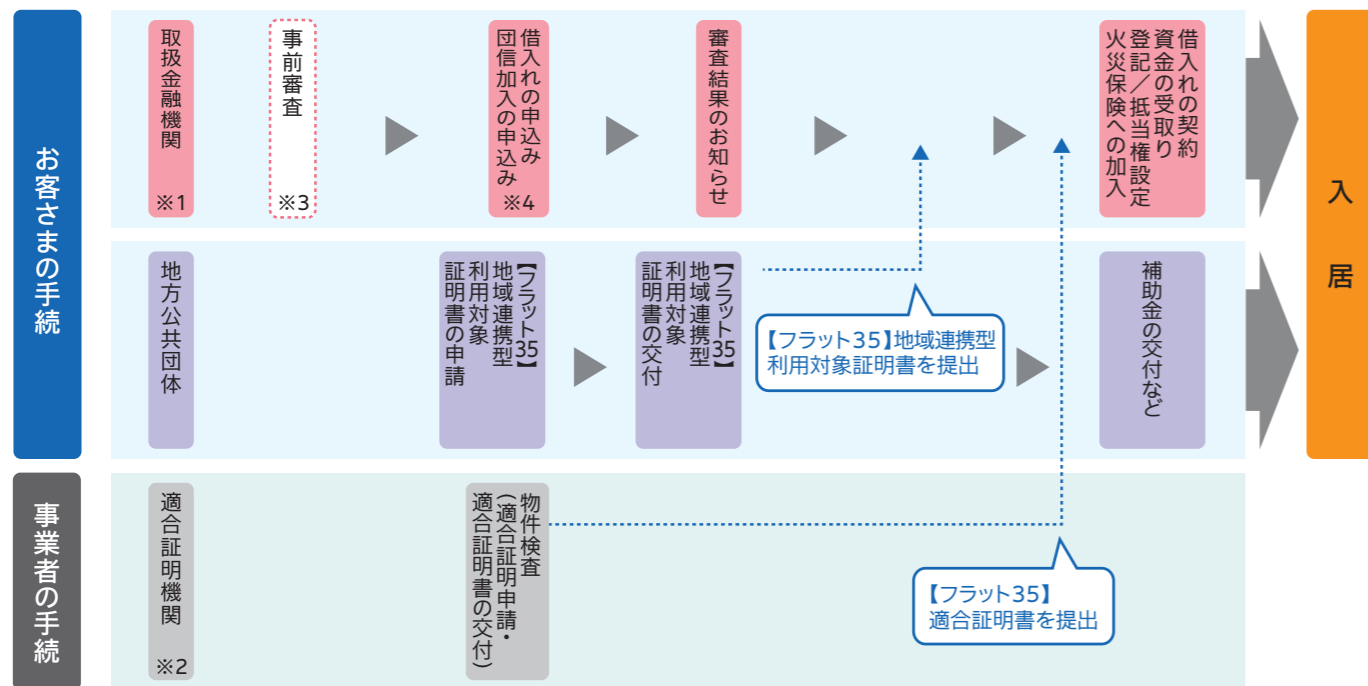 お客さまの手続
取扱金融機関
※1
事前審査
※3
借入れの申込み
団信加入の申込み
※4
審査結果のお知らせ
借入れの契約
資金の受取り
登記／抵当権設定
火災保険への加入
入居
地方公共団体
【フラット35】
地域連携型
利用対象
証明書の申請
【フラット35】
地域連携型
利用対象
証明書の交付
【フラット35】地域連携型
利用対象証明書を提出
補助金の交付など
事業者の手続
適合証明機関
※2
物件検査
（適合証明申請・
適合証明書の交付）
【フラット35】
適合証明書を提出